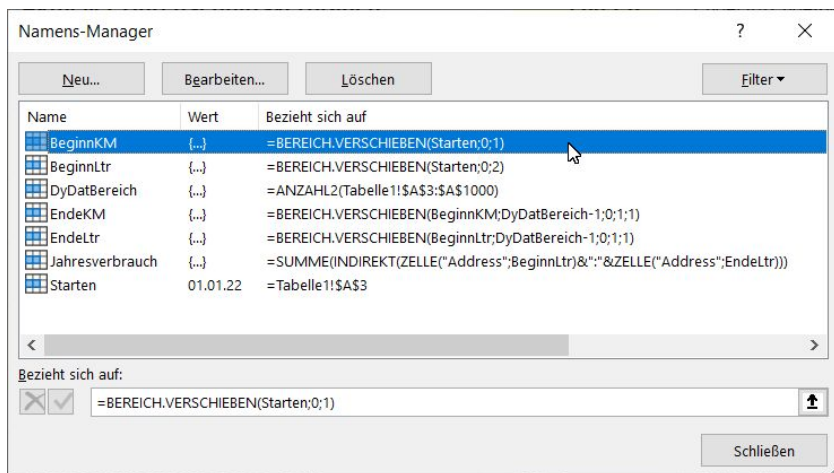 Namens-Manager ?
Neu... Bearbeiten... Löschen Filter
Name Wert Bezieht sich auf
BeginnKM {...} =BEREICH.VERSCHIEBEN(Starten;0;1)
BeginnLtr {...} =BEREICH.VERSCHIEBEN(Starten;0;2)
DyDatBereich {...} =ANZAHL2(Tabelle1!$A$3:$A$1000)
EndeKM {...} =BEREICH.VERSCHIEBEN(BeginnKM;DyDatBereich-1;0;1;1)
EndeLtr {...} =BEREICH.VERSCHIEBEN(BeginnLtr;DyDatBereich-1;0;1;1)
Jahresverbrauch {...} =SUMME(INDIREKT(ZELLE("Address";BeginnLtr)&":"&ZELLE("Address";EndeLtr)))
Starten 01.01.22 =Tabelle1!$A$3
Bezieht sich auf:
=BEREICH.VERSCHIEBEN(Starten;0;1)
Schließen